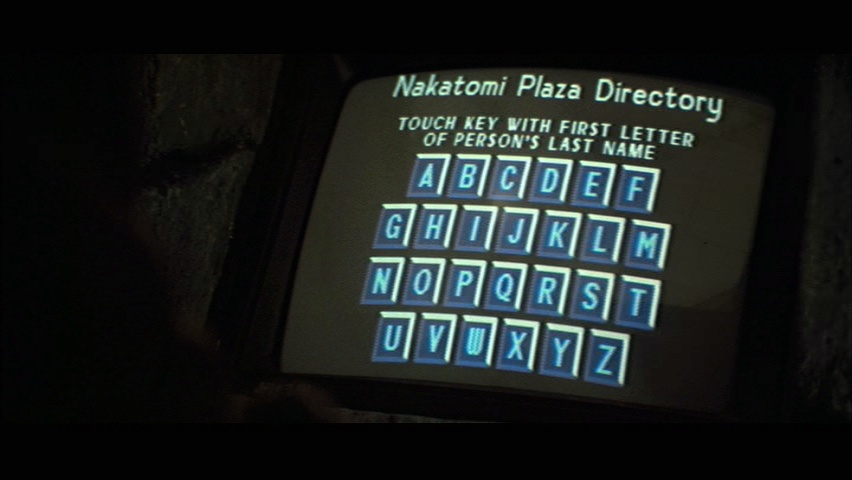 Nakatomi Plaza Directory
TOUCH KEY WITH FIRST LETTER
OF PERSON'S LAST NAME
A B C D E F
G H I J K L M
N O P Q R S T
U V W X Y Z